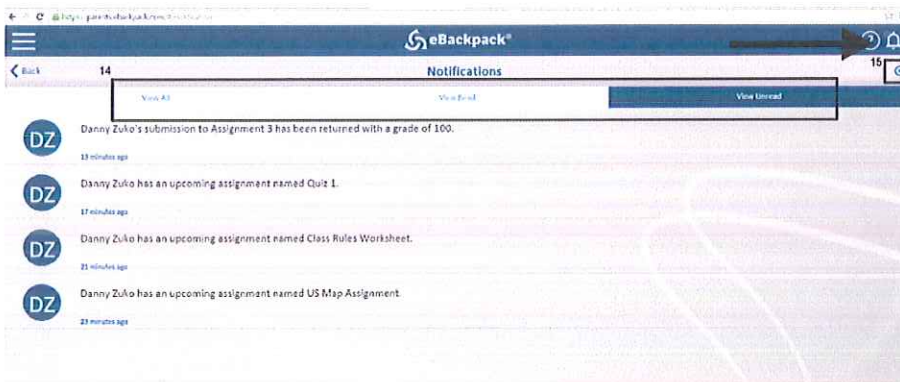 eBackpack®
Back 14 Notifications 15
View All View Read View Unread
DZ Danny Zuko's submission to Assignment 3 has been returned with a grade of 100.
13 minutes ago
DZ Danny Zuko has an upcoming assignment named Quiz 1.
17 minutes ago
DZ Danny Zuko has an upcoming assignment named Class Rules Worksheet.
21 minutes ago
DZ Danny Zuko has an upcoming assignment named US Map Assignment.
23 minutes ago